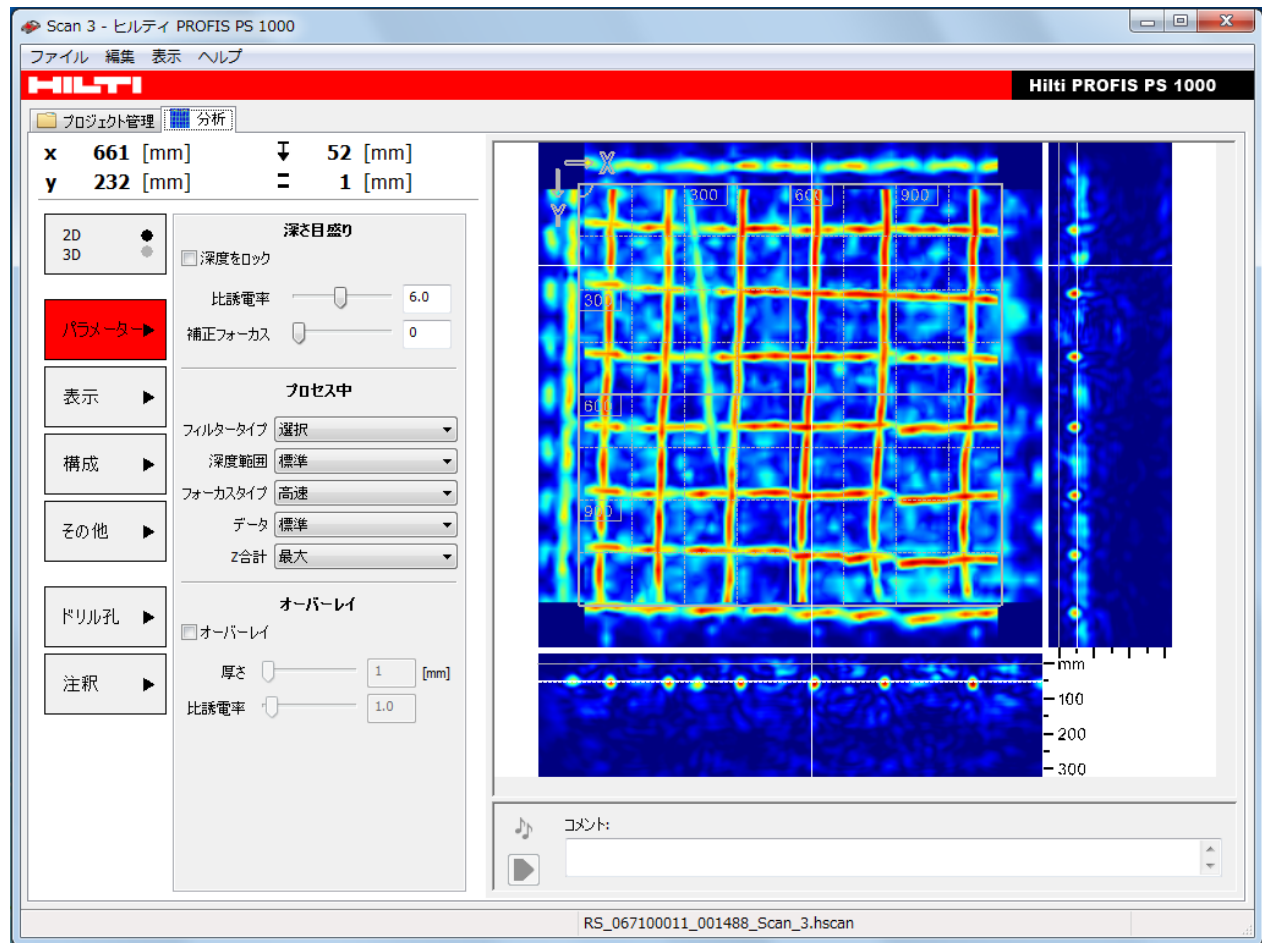 Scan 3 - ヒルティ PROFIS PS 1000
ファイル 編集 表示 ヘルプ
HILTI
Hilti PROFIS PS 1000
プロジェクト管理 分析
x 661 [mm] 52 [mm]
y 232 [mm] 1 [mm]
2D
3D
パラメーター
表示
構成
その他
ドリル孔
注釈
深さ目盛り
深度をロック
比誘電率 6.0
補正フォーカス 0
プロセス中
フィルタータイプ 選択
深度範囲 標準
フォーカスタイプ 高速
データ 標準
Z合計 最大
オーバーレイ
オーバーレイ
厚さ 1 [mm]
比誘電率 1.0
X
Y
300 600 900
300
600
900
mm
100
200
300
コメント:
RS_067100011_001488_Scan_3.hscan